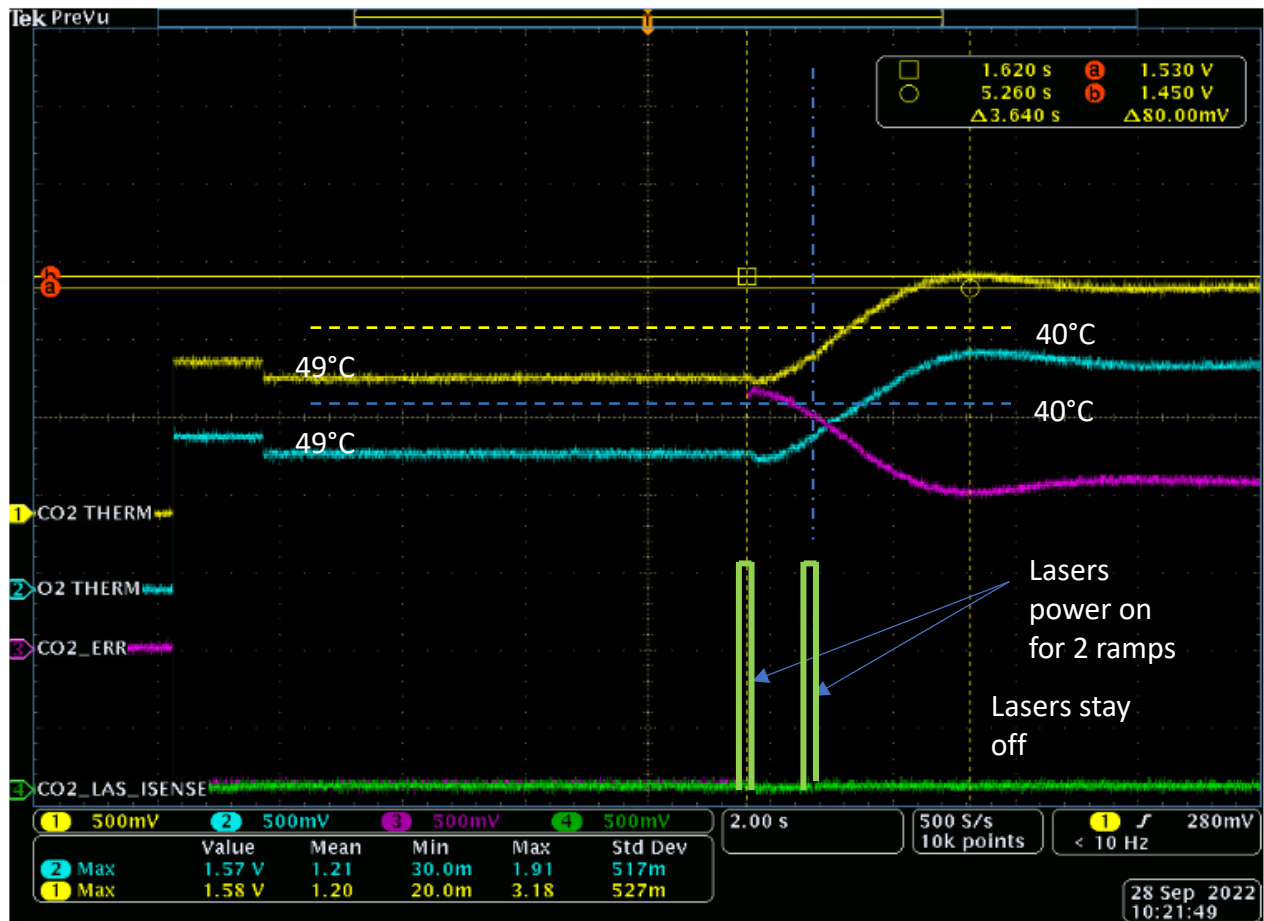 Tek PreVu
T
1.620 s a 1.530 V
5.260 s b 1.450 V
Δ3.640 s Δ80.00mV
b
a
40°C
49°C
40°C
49°C
1 CO2 THERM
2 O2 THERM
3 CO2_ERR
Lasers
power on
for 2 ramps
Lasers stay
off
4 CO2_LAS_ISENSE
1 500mV 2 500mV 3 500mV 4 500mV 2.00 s 500 S/s 1 280mV
10k points < 10 Hz
Value Mean Min Max Std Dev
2 Max 1.57 V 1.21 30.0m 1.91 517m
1 Max 1.58 V 1.20 20.0m 3.18 527m
28 Sep 2022
10:21:49